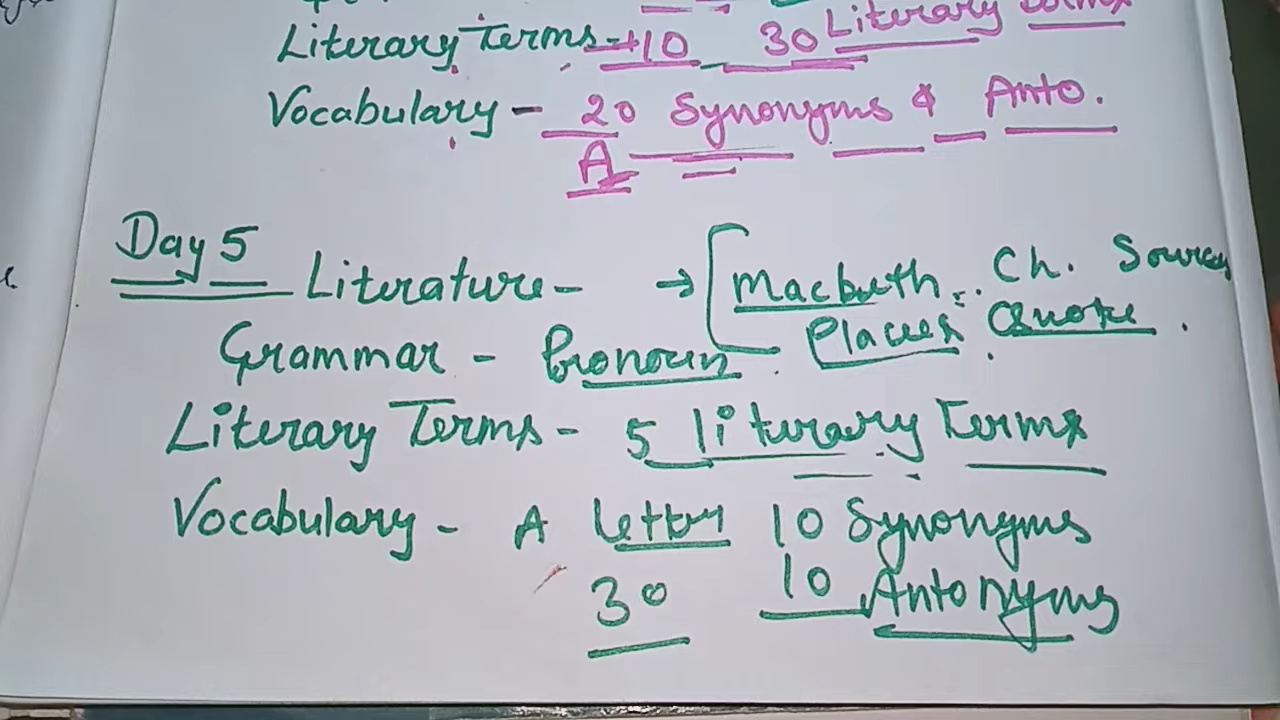 Literary Terms - +10 30 Literary
Vocabulary - 20 Synonyms & Anto.
A
Day 5
Literature - → Macbeth. Ch. Sources
Places Quote.
Grammar - Pronoun.
Literary Terms - 5 literary Terms
Vocabulary - A letter 10 Synonyms
30 10 Antonyms